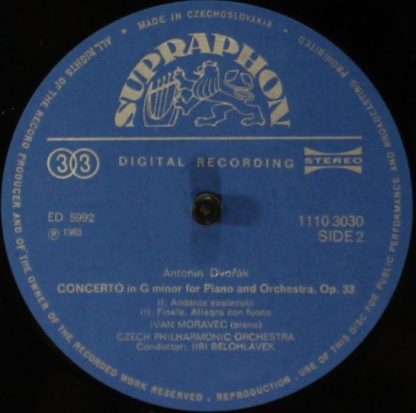 · MADE IN CZECHOSLOVAKIA ·
ALL RIGHTS OF THE RECORD PRODUCER AND OF THE OWNER OF THE RECORDED WORK RESERVED . REPRODUCTION . USE OF THIS DISC FOR PUBLIC PERFORMANCE AND BROADCASTING PROHIBITED
SUPRAPHON
33 DIGITAL RECORDING STEREO
ED 5992 1110 3030
Ⓟ 1983 SIDE 2
Antonín Dvořák
CONCERTO in G minor for Piano and Orchestra, Op. 33
II. Andante sostenuto
III. Finale. Allegro con fuoco
IVAN MORAVEC (piano)
CZECH PHILHARMONIC ORCHESTRA
Conductor: JIŘÍ BĚLOHLÁVEK